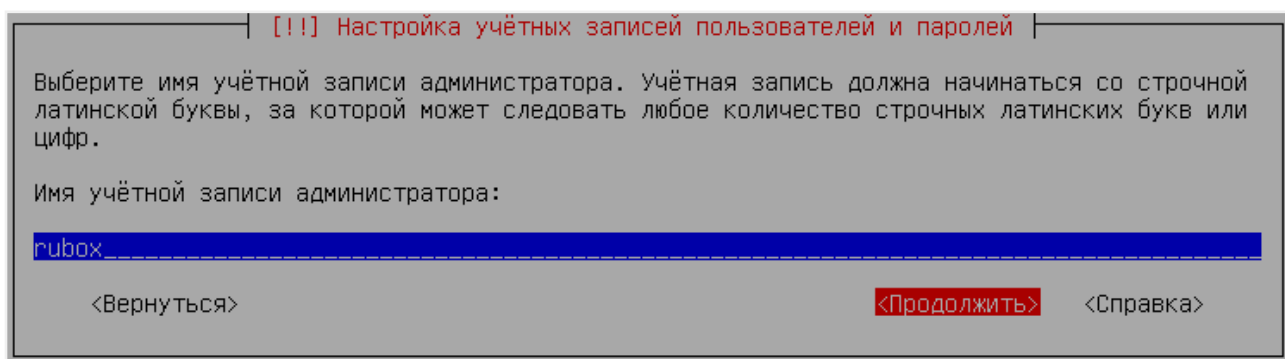 [!!] Настройка учётных записей пользователей и паролей
Выберите имя учётной записи администратора. Учётная запись должна начинаться со строчной
латинской буквы, за которой может следовать любое количество строчных латинских букв или
цифр.
Имя учётной записи администратора:
rubox
<Вернуться> <Продолжить> <Справка>